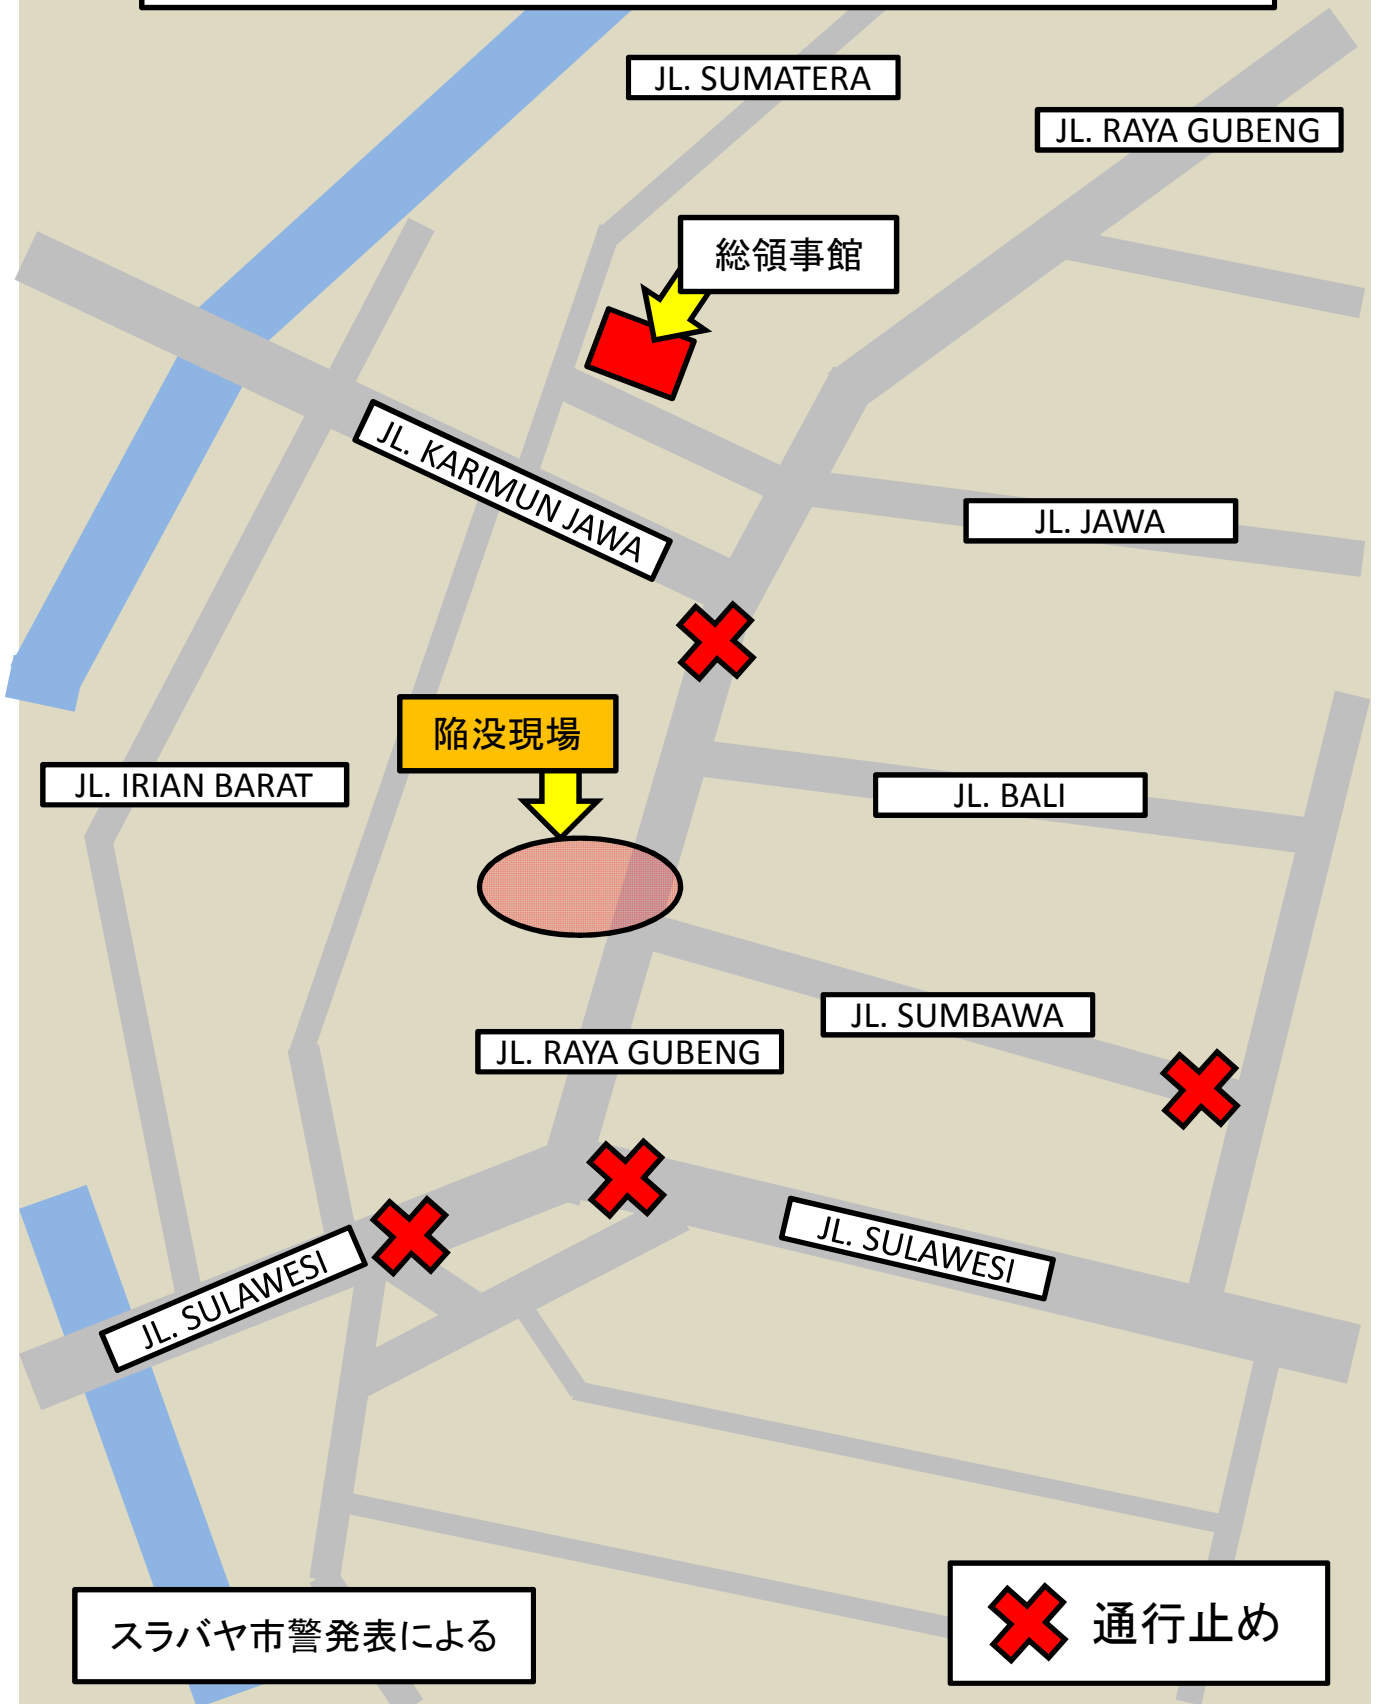 JL. SUMATERA
JL. RAYA GUBENG
総領事館
JL. KARIMUN JAWA
JL. JAWA
陥没現場
JL. IRIAN BARAT
JL. BALI
JL. SUMBAWA
JL. RAYA GUBENG
JL. SULAWESI
JL. SULAWESI
スラバヤ市警発表による
通行止め